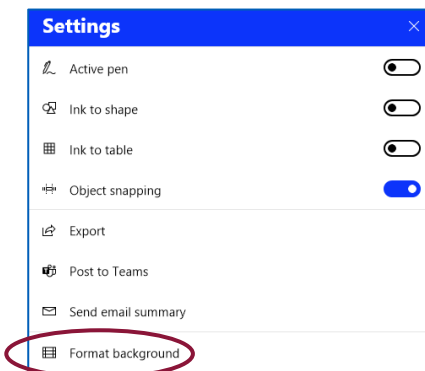 Settings
Active pen
Ink to shape
Ink to table
Object snapping
Export
Post to Teams
Send email summary
Format background